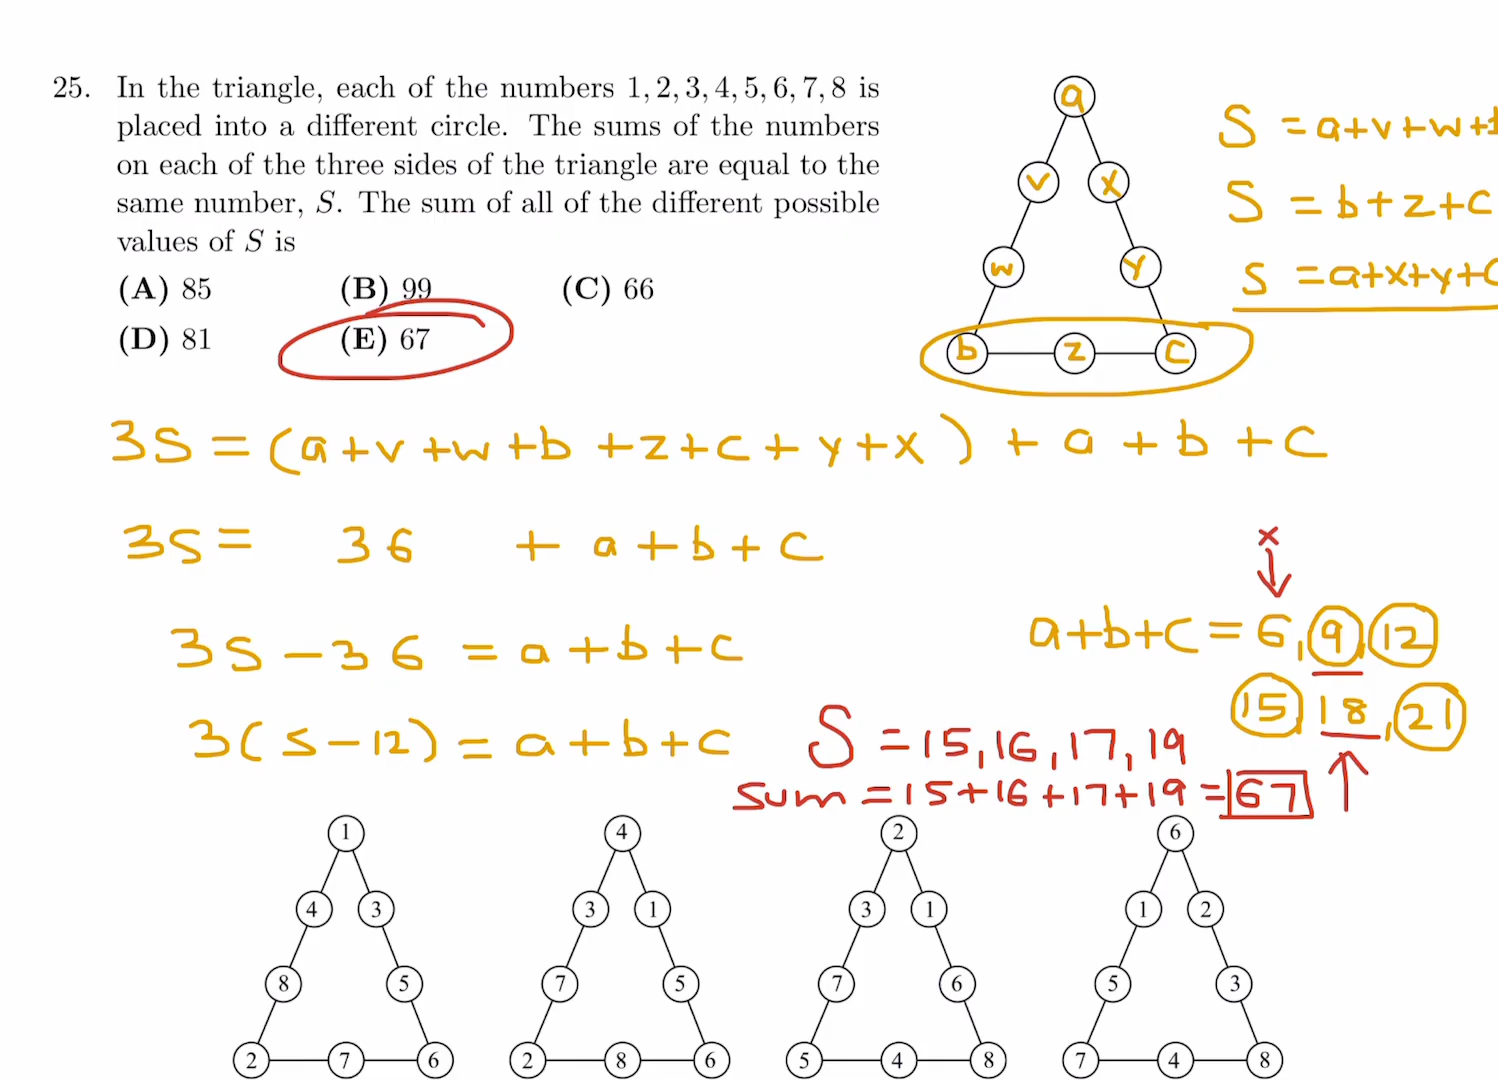 25. In the triangle, each of the numbers 1, 2, 3, 4, 5, 6, 7, 8 is
placed into a different circle. The sums of the numbers
on each of the three sides of the triangle are equal to the
same number, S. The sum of all of the different possible
values of S is
(A) 85 (B) 99 (C) 66
(D) 81 (E) 67
a
v x
w y
b z c
S = a+v+w+b
S = b+z+c
S = a+x+y+c
3S = (a+v+w+b+z+c+y+x) + a + b + c
3S = 36 + a+b+c
3S - 36 = a+b+c
3(S-12) = a+b+c
x
a+b+c = 6, 9, 12
15, 18, 21
S = 15, 16, 17, 19
sum = 15+16+17+19 = 67
1 4 2 6
4 3 3 1 3 1 1 2
8 5 7 5 7 6 5 3
2 7 6 2 8 6 5 4 8 7 4 8